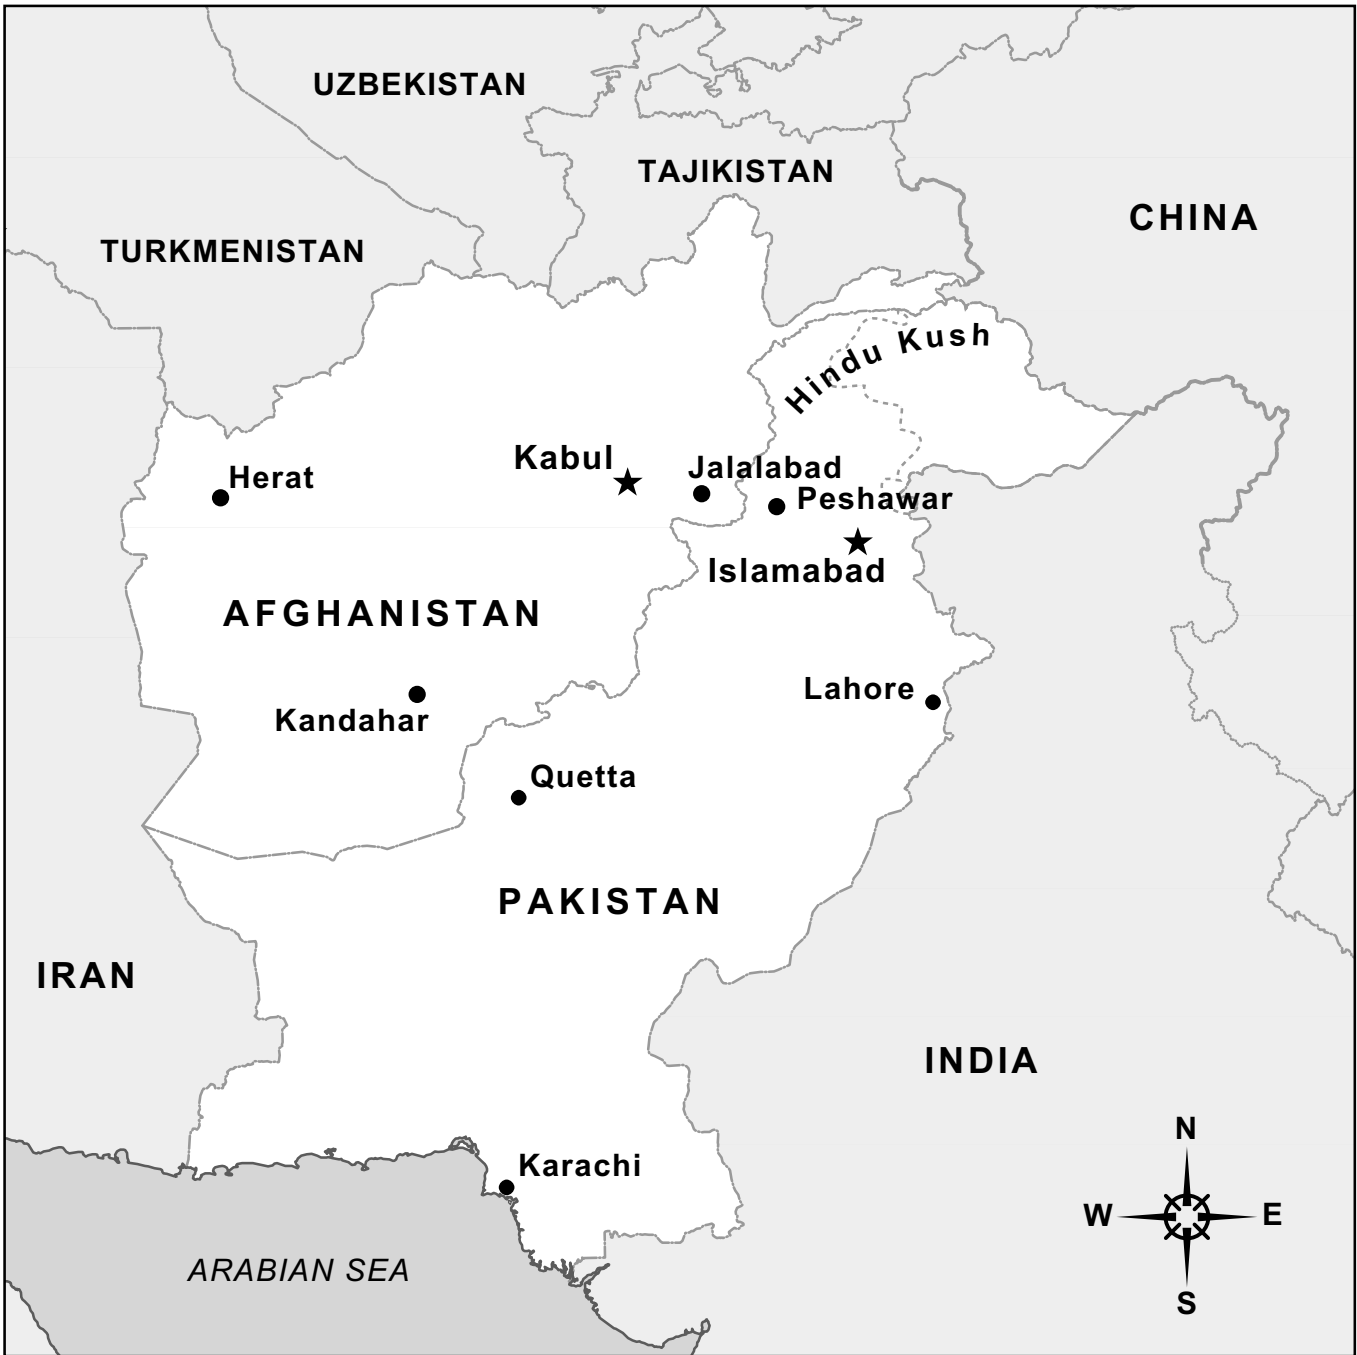 UZBEKISTAN
TAJIKISTAN
CHINA
TURKMENISTAN
Hindu Kush
Kabul
Jalalabad
Herat
Peshawar
Islamabad
AFGHANISTAN
Lahore
Kandahar
Quetta
PAKISTAN
IRAN
INDIA
N
Karachi
W
E
ARABIAN SEA
S